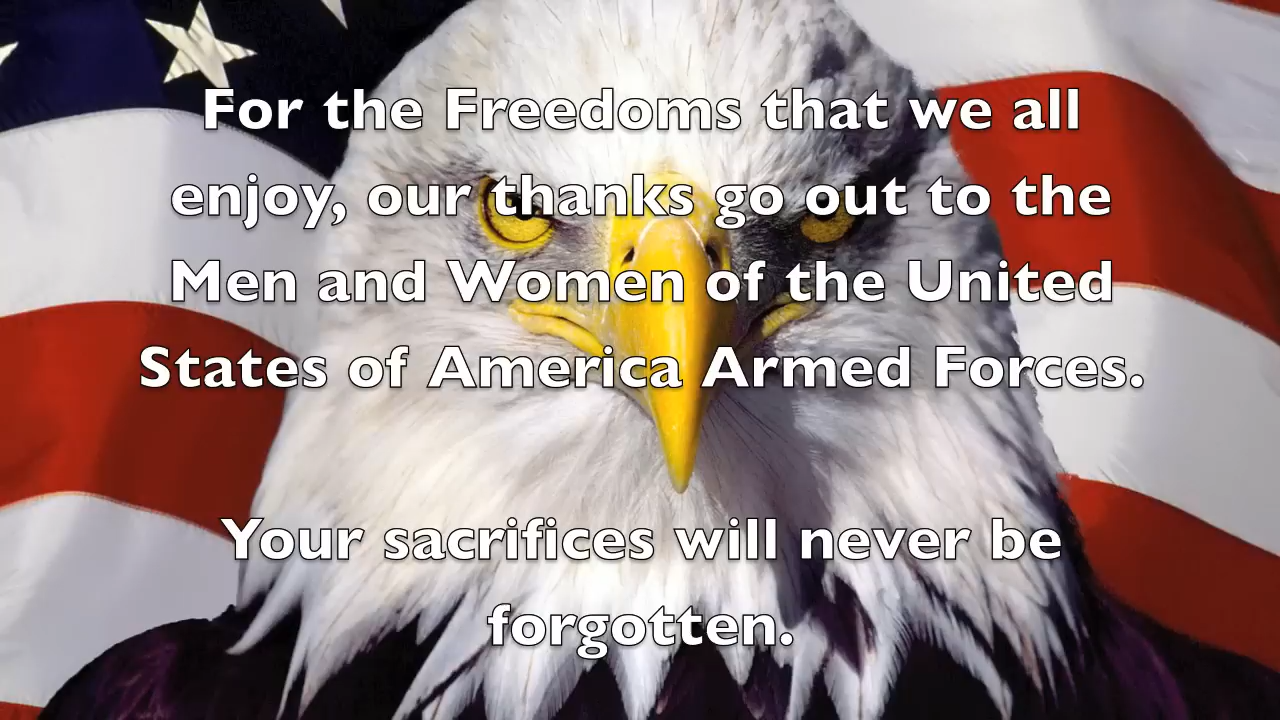 For the Freedoms that we all
enjoy, our thanks go out to the
Men and Women of the United
States of America Armed Forces.
Your sacrifices will never be
forgotten.